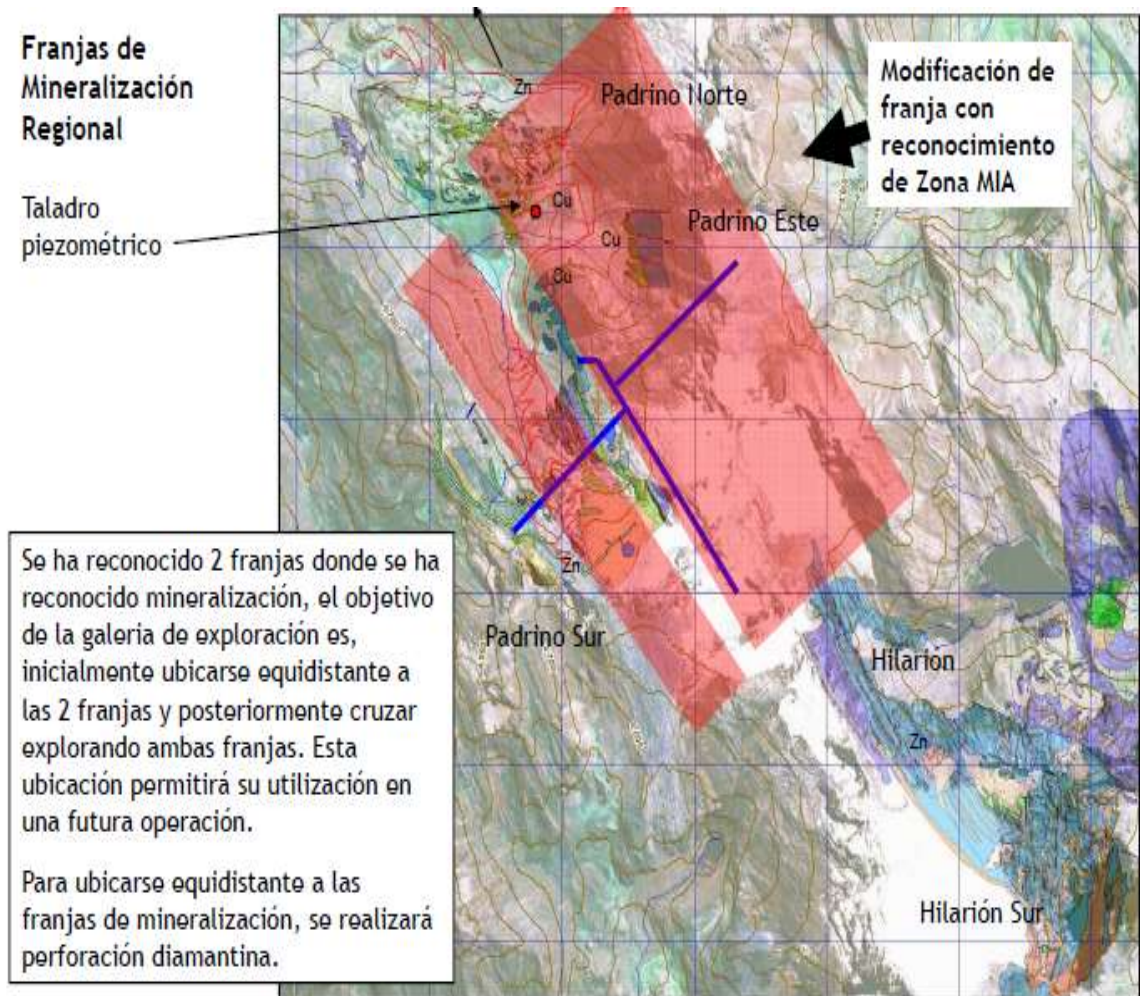 Franjas de
Mineralización
Regional
Taladro
piezométrico
Zn
Padrino Norte
Modificación de
franja con
reconocimiento
de Zona MIA
Cu
Padrino Este
Cu
Cu
Zn
Padrino Sur
Hilarión
Zn
Hilarión Sur
Se ha reconocido 2 franjas donde se ha
reconocido mineralización, el objetivo
de la galeria de exploración es,
inicialmente ubicarse equidistante a
las 2 franjas y posteriormente cruzar
explorando ambas franjas. Esta
ubicación permitirá su utilización en
una futura operación.
Para ubicarse equidistante a las
franjas de mineralización, se realizará
perforación diamantina.